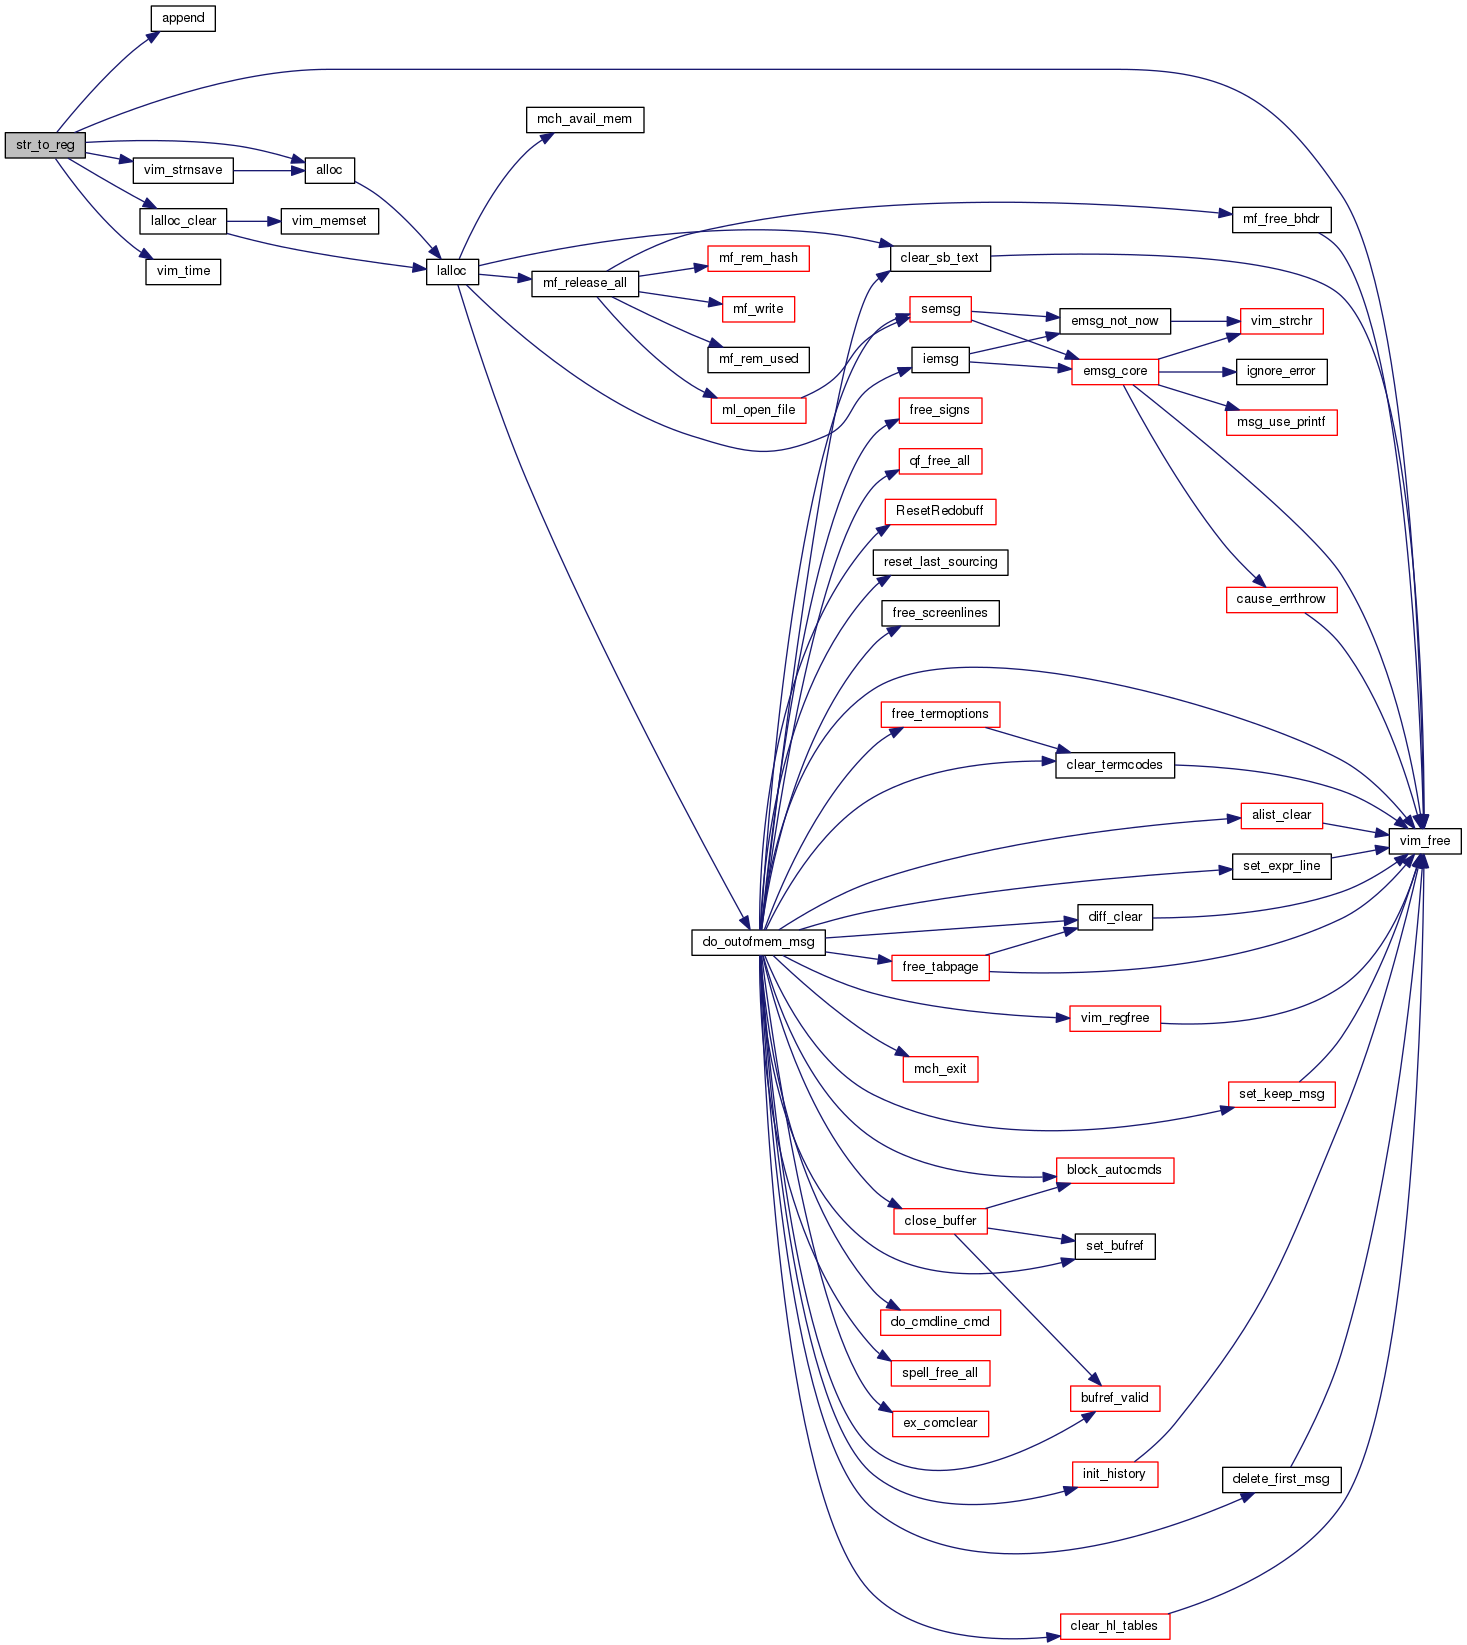 append
str_to_reg
vim_strnsave
alloc
lalloc_clear
vim_memset
vim_time
lalloc
mch_avail_mem
mf_release_all
mf_rem_hash
mf_write
mf_rem_used
ml_open_file
mf_free_bhdr
clear_sb_text
semsg
iemsg
emsg_not_now
emsg_core
vim_strchr
ignore_error
msg_use_printf
cause_errthrow
free_signs
qf_free_all
ResetRedobuff
reset_last_sourcing
free_screenlines
free_termoptions
clear_termcodes
alist_clear
vim_free
set_expr_line
diff_clear
do_outofmem_msg
free_tabpage
vim_regfree
mch_exit
set_keep_msg
block_autocmds
close_buffer
set_bufref
do_cmdline_cmd
spell_free_all
bufref_valid
ex_comclear
init_history
delete_first_msg
clear_hl_tables